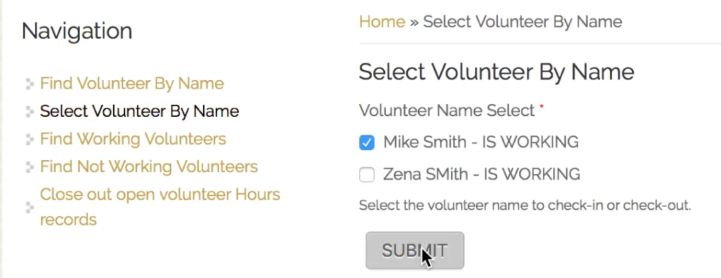 Navigation
Find Volunteer By Name
Select Volunteer By Name
Find Working Volunteers
Find Not Working Volunteers
Close out open volunteer Hours
records
Home » Select Volunteer By Name
Select Volunteer By Name
Volunteer Name Select *
Mike Smith - IS WORKING
Zena SMith - IS WORKING
Select the volunteer name to check-in or check-out.
SUBMIT